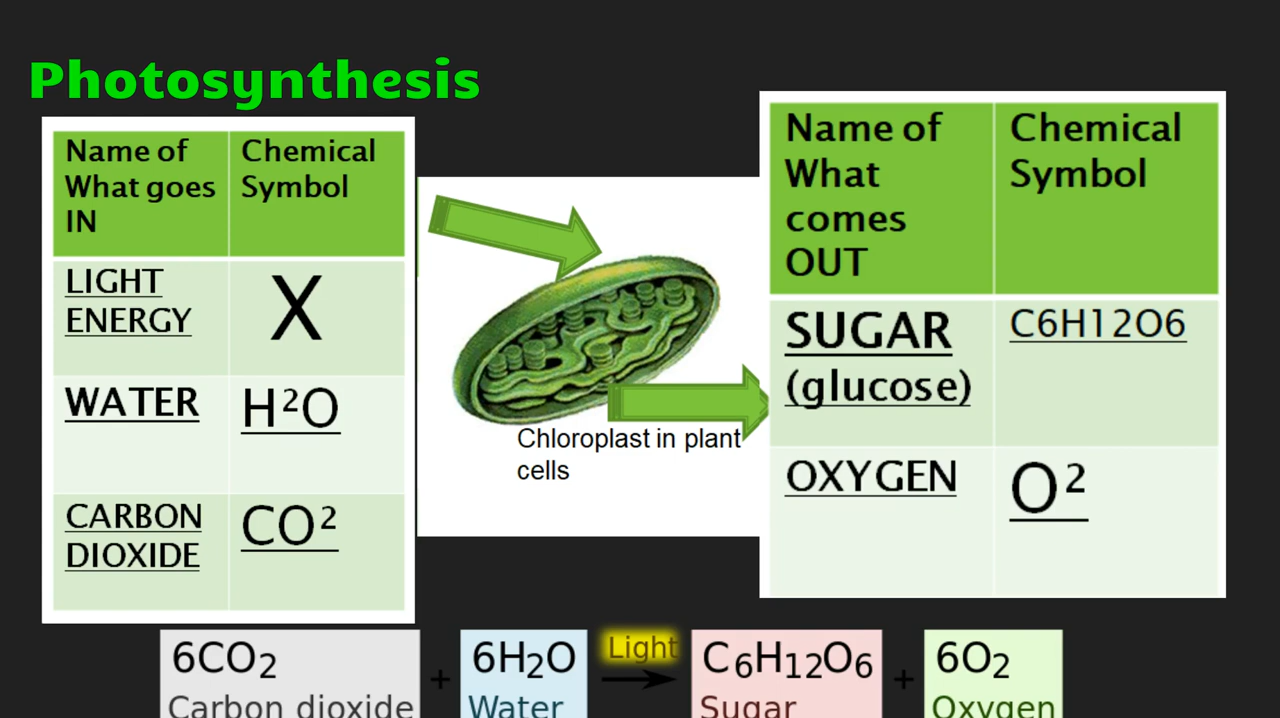 Photosynthesis
Name of
What goes
IN
Chemical
Symbol
LIGHT
ENERGY
X
WATER
H²O
CARBON
DIOXIDE
CO²
Chloroplast in plant
cells
Name of
What
comes
OUT
Chemical
Symbol
SUGAR
(glucose)
C6H12O6
OXYGEN
O²
6CO₂ + 6H₂O Light → C₆H₁₂O₆ + 6O₂
Carbon dioxide Water Sugar Oxygen